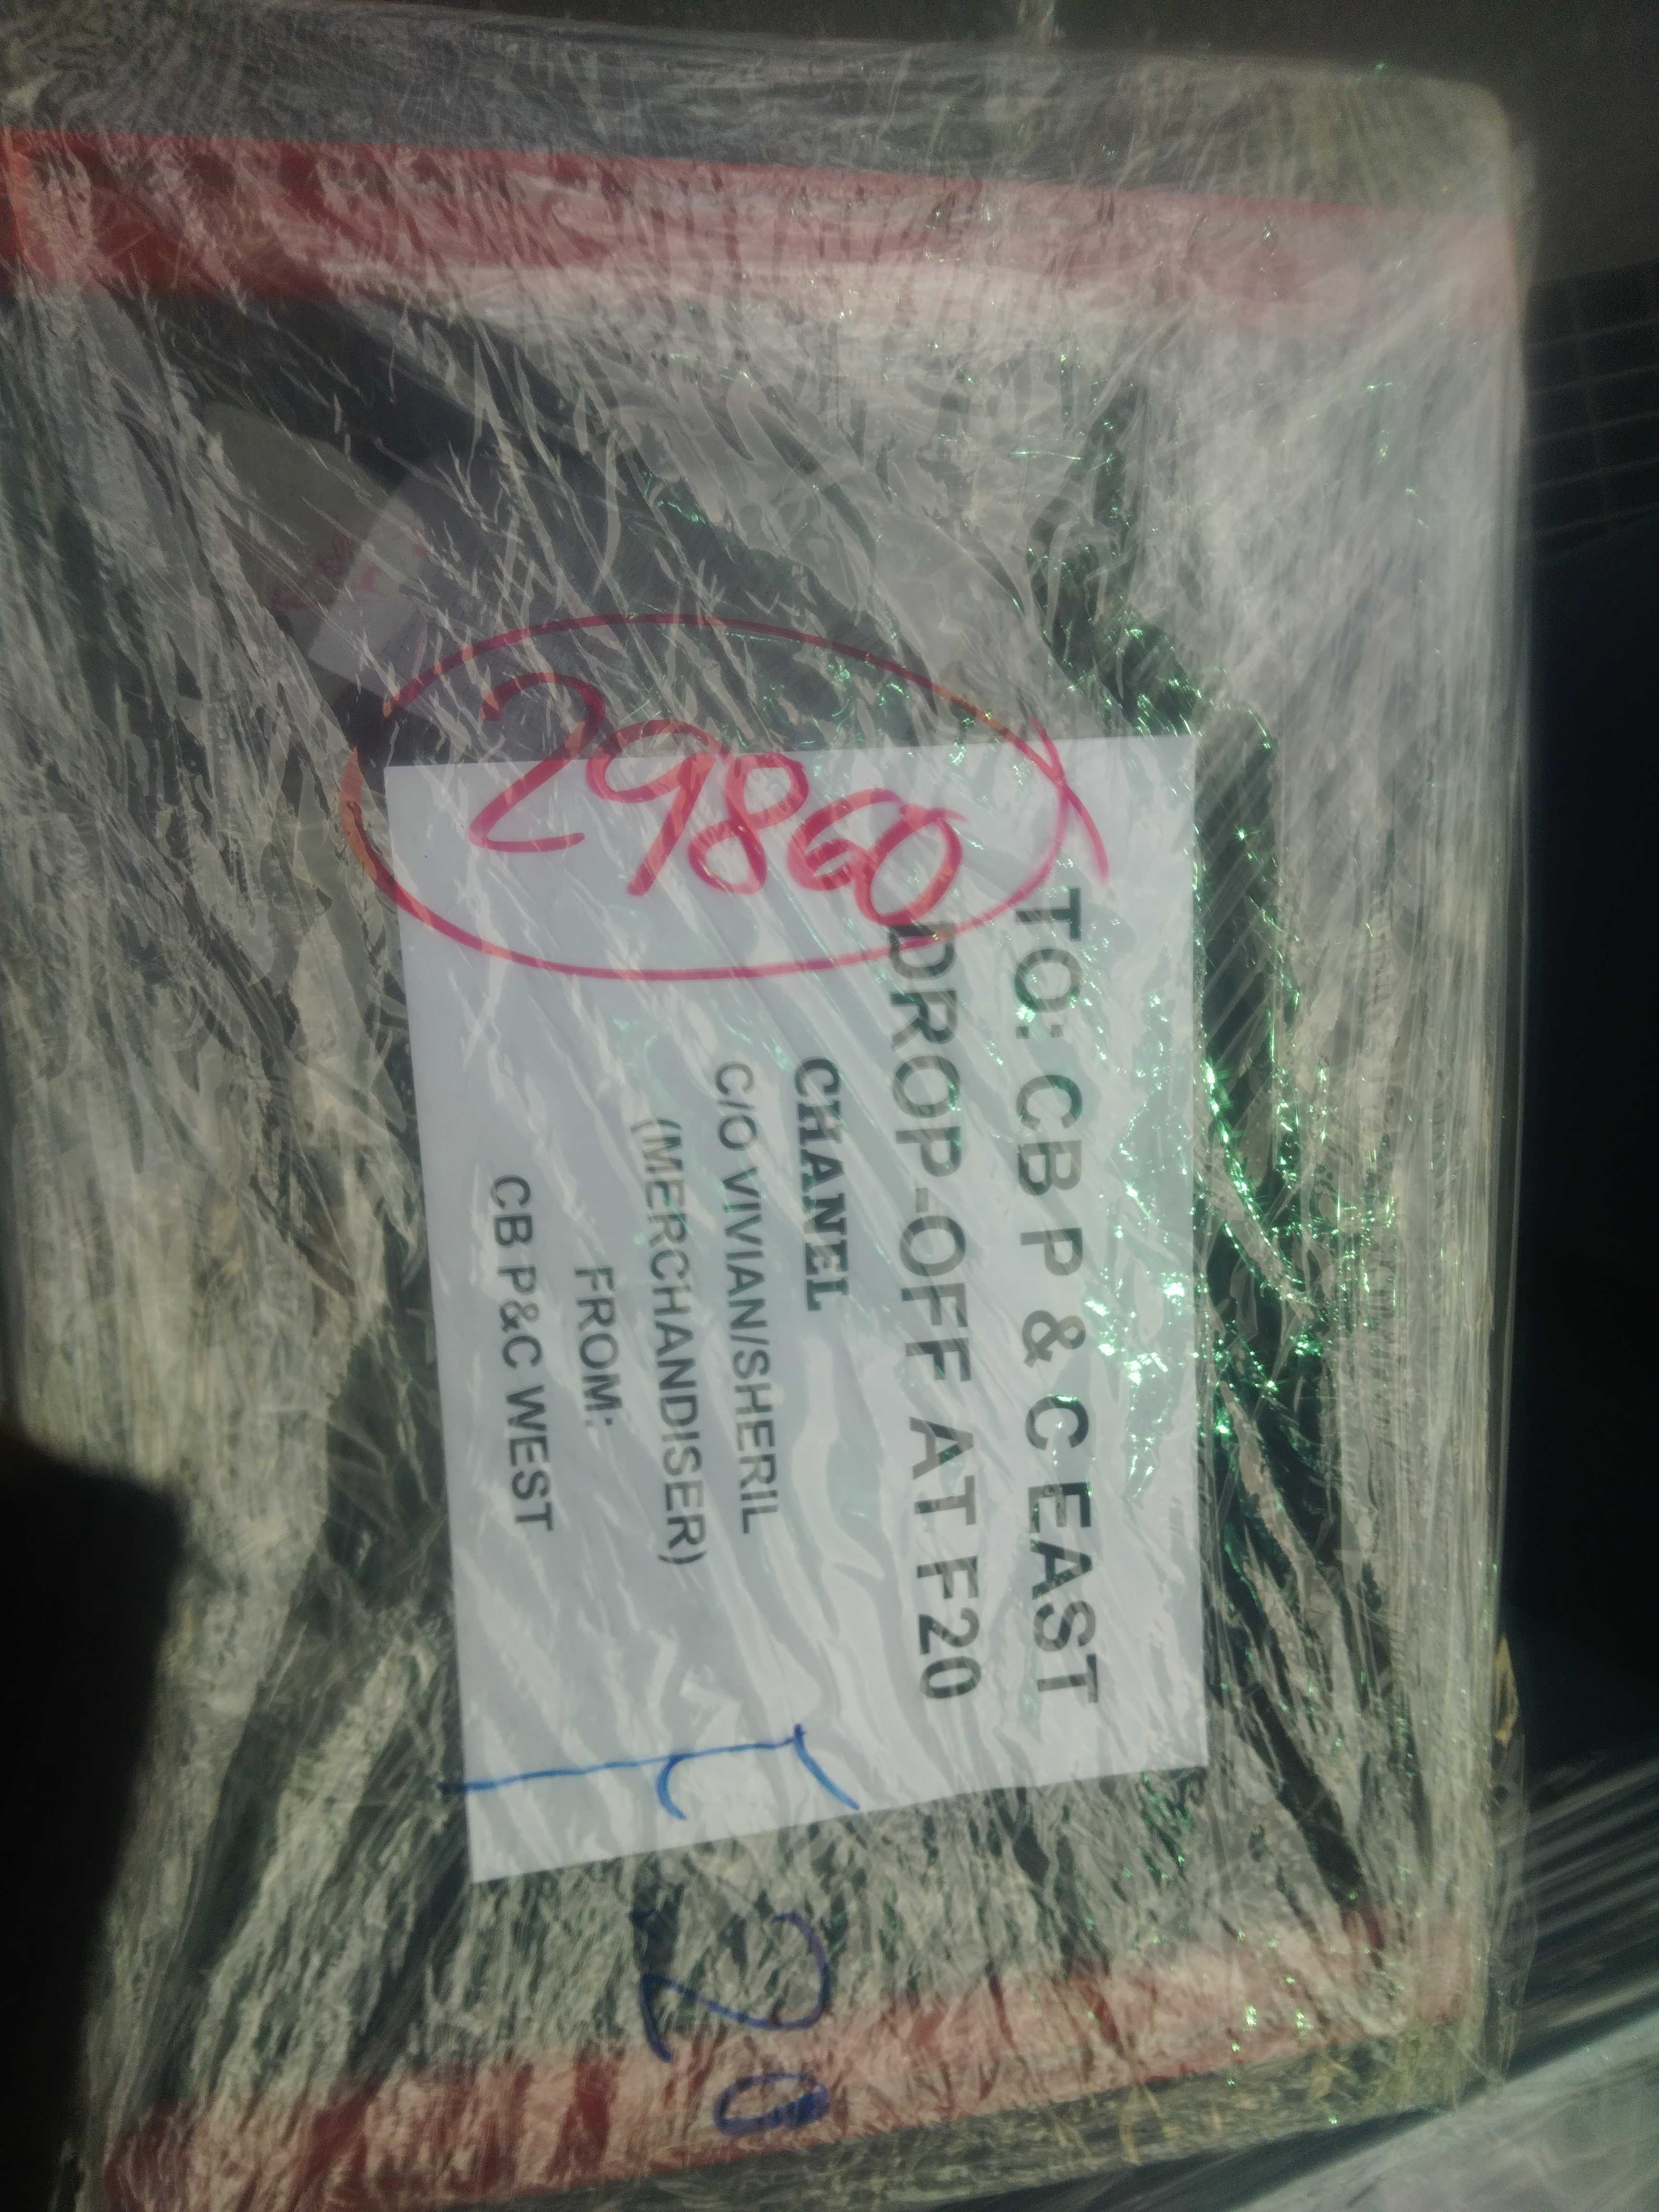 29860
TO: CB P & C EAST
DROP-OFF AT F20
CHANEL
C/O VIVIAN/SHERIL
(MERCHANDISER)
FROM:
CB P&C WEST
20